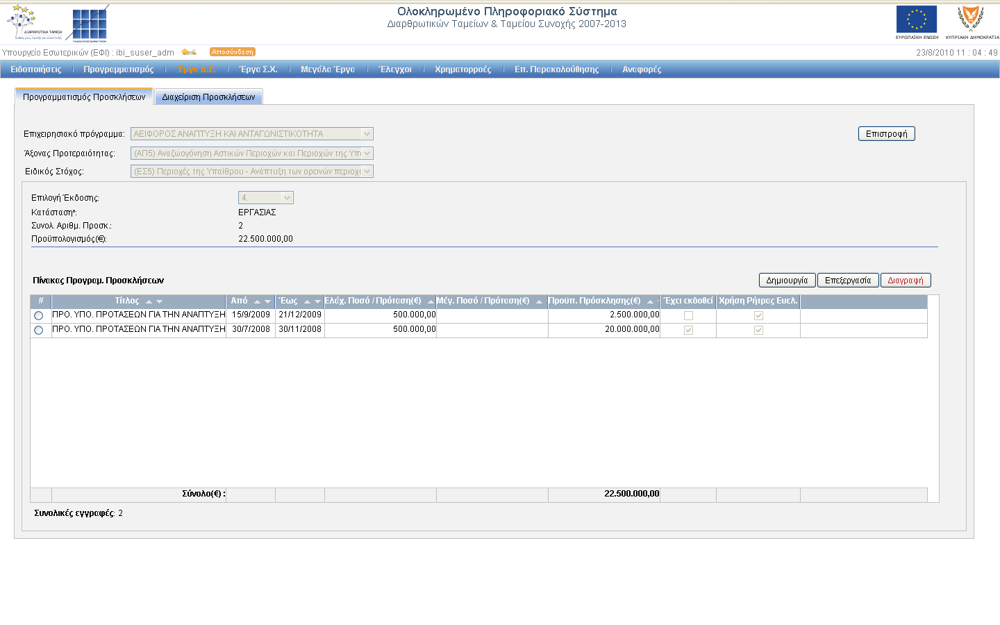 Ολοκληρωμένο Πληροφοριακό Σύστημα
Διαρθρωτικών Ταμείων & Ταμείου Συνοχής 2007-2013
ΔΙΑΡΘΡΩΤΙΚΑ ΤΑΜΕΙΑ
ΕΥΡΩΠΑΪΚΗ ΕΝΩΣΗ
ΚΥΠΡΙΑΚΗ ΔΗΜΟΚΡΑΤΙΑ
Υπουργείο Εσωτερικών (ΕΦΙ) : ibi_suser_adm
Αποσύνδεση
23/8/2010 11 : 04 : 49
Ειδοποιήσεις Προγραμματισμός Έργα Δ.Σ. Έργα Σ.Χ. Μεγάλα Έργα Έλεγχοι Χρηματορροές Επ. Παρακολούθησης Αναφορές
Προγραμματισμός Προσκλήσεων Διαχείριση Προσκλήσεων
Επιχειρησιακό πρόγραμμα: ΑΕΙΦΟΡΟΣ ΑΝΑΠΤΥΞΗ ΚΑΙ ΑΝΤΑΓΩΝΙΣΤΙΚΟΤΗΤΑ Επιστροφή
Άξονας Προτεραιότητας: (ΑΠ5) Αναζωογόνηση Αστικών Περιοχών και Περιοχών της Υπ
Ειδικός Στόχος: (ΕΣ5) Περιοχές της Υπαίθρου - Ανάπτυξη των ορεινών περιοχ
Επιλογή Έκδοσης: 4.
Κατάσταση*: ΕΡΓΑΣΙΑΣ
Συνολ. Αριθμ. Προσκ.: 2
Προϋπολογισμός(€): 22.500.000,00
Πίνακας Προγραμ. Προσκλήσεων Δημιουργία Επεξεργασία Διαγραφή
# Τίτλος Από Έως Ελάχ. Ποσό / Πρόταση(€) Μέγ. Ποσό / Πρόταση(€) Προϋπ. Πρόσκλησης(€) Έχει εκδοθεί Χρήση Ρήτρας Ευελ.
ΠΡΟ. ΥΠΟ. ΠΡΟΤΑΣΕΩΝ ΓΙΑ ΤΗΝ ΑΝΑΠΤΥΞΗ 15/9/2009 21/12/2009 500.000,00 2.500.000,00
ΠΡΟ. ΥΠΟ. ΠΡΟΤΑΣΕΩΝ ΓΙΑ ΤΗΝ ΑΝΑΠΤΥΞΗ 30/7/2008 30/11/2008 500.000,00 20.000.000,00
Σύνολο(€) : 22.500.000,00
Συνολικές εγγραφές: 2